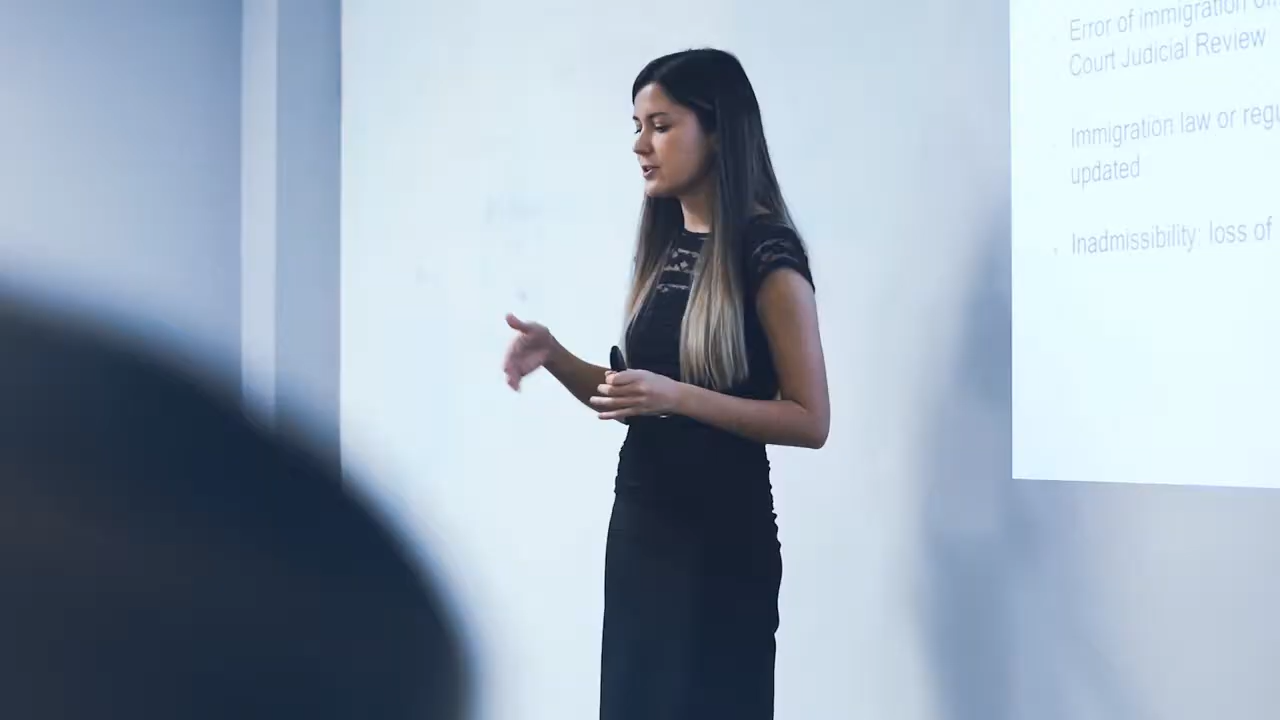 Error of immigration
Court Judicial Review
Immigration law or
updated
Inadmissibility: loss of